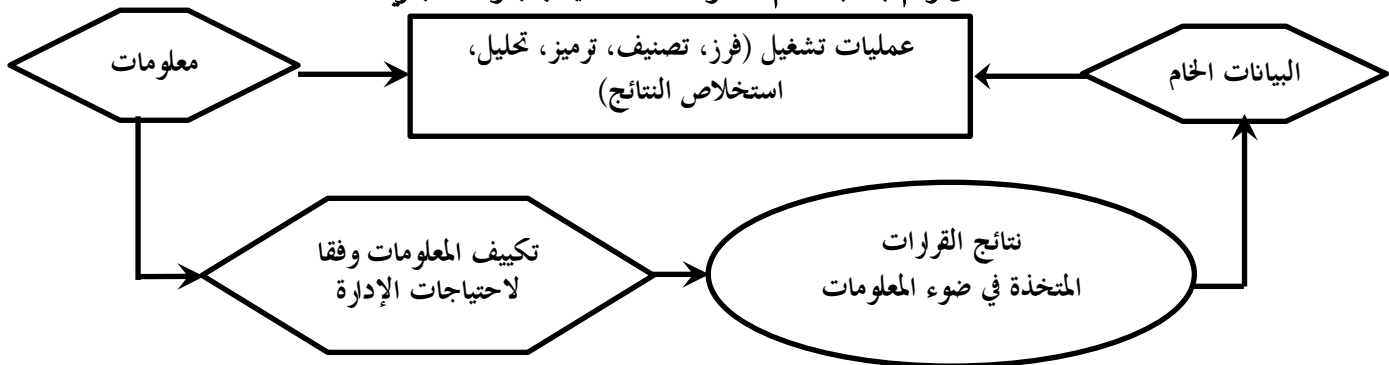 عمليات تشغيل (فرز، تصنيف، ترميز، تحليل،
استخلاص النتائج)
البيانات الخام
معلومات
تكييف المعلومات وفقا
لاحتياجات الإدارة
نتائج القرارات
المتخذة في ضوء المعلومات